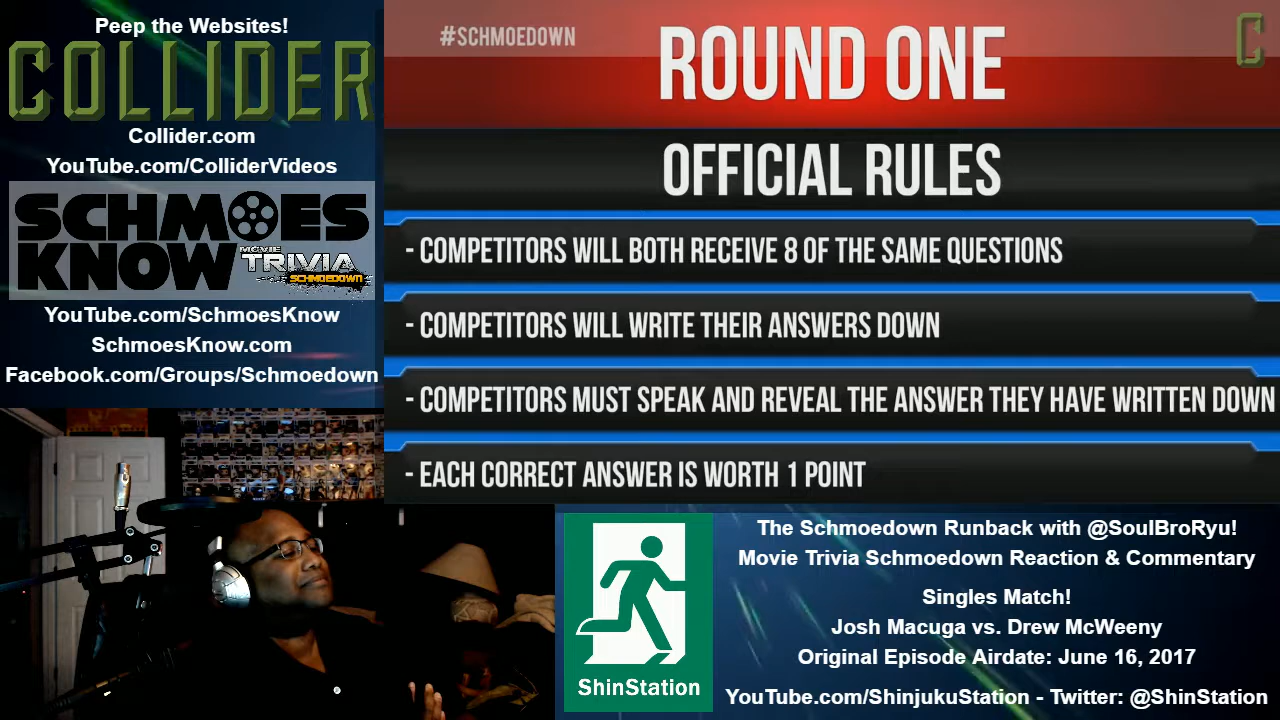 Peep the Websites!
COLLIDER
Collider.com
YouTube.com/ColliderVideos
SCHMOES
KNOW
MOVIE
TRIVIA
SCHMOEDOWN
YouTube.com/SchmoesKnow
SchmoesKnow.com
Facebook.com/Groups/Schmoedown
#SCHMOEDOWN
ROUND ONE
C
OFFICIAL RULES
- COMPETITORS WILL BOTH RECEIVE 8 OF THE SAME QUESTIONS
- COMPETITORS WILL WRITE THEIR ANSWERS DOWN
- COMPETITORS MUST SPEAK AND REVEAL THE ANSWER THEY HAVE WRITTEN DOWN
- EACH CORRECT ANSWER IS WORTH 1 POINT
ShinStation
The Schmoedown Runback with @SoulBroRyu!
Movie Trivia Schmoedown Reaction & Commentary
Singles Match!
Josh Macuga vs. Drew McWeeny
Original Episode Airdate: June 16, 2017
YouTube.com/ShinjukuStation - Twitter: @ShinStation